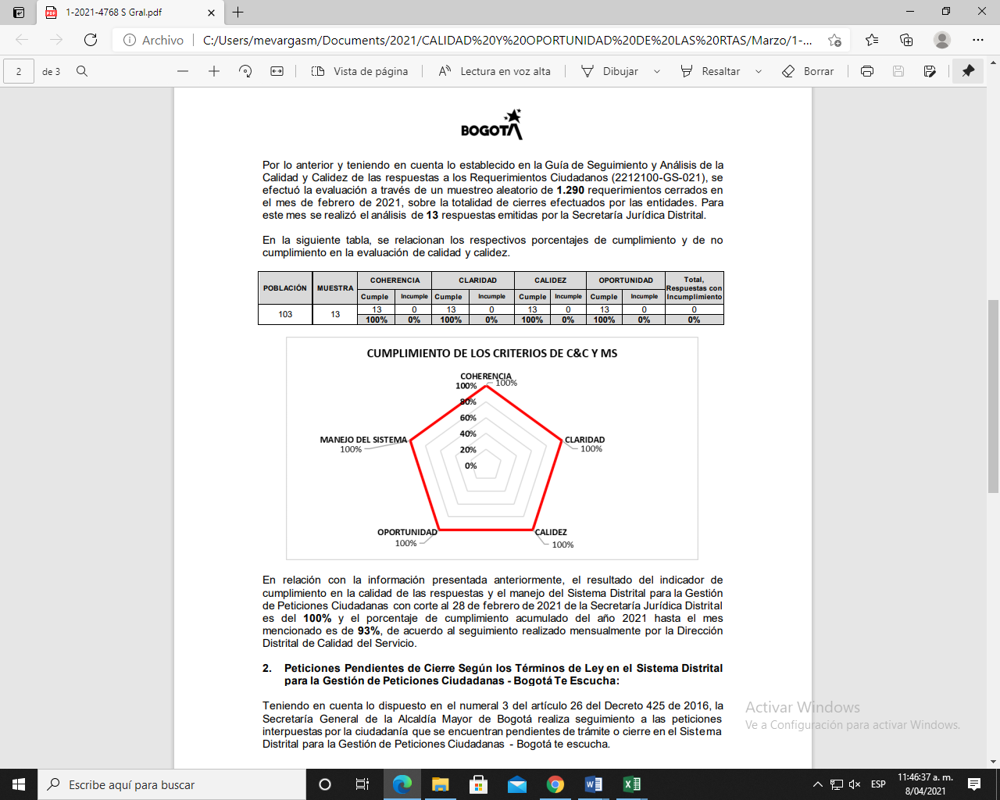 1-2021-4768 S Gral.pdf
Archivo | C:/Users/mevargasm/Documents/2021/CALIDAD%20Y%20OPORTUNIDAD%20DE%20LAS%20RTAS/Marzo/1-...
2 de 3 Vista de página Lectura en voz alta Dibujar Resaltar Borrar
BOGOTÁ
Por lo anterior y teniendo en cuenta lo establecido en la Guía de Seguimiento y Análisis de la
Calidad y Calidez de las respuestas a los Requerimientos Ciudadanos (2212100-GS-021), se
efectuó la evaluación a través de un muestreo aleatorio de 1.290 requerimientos cerrados en
el mes de febrero de 2021, sobre la totalidad de cierres efectuados por las entidades. Para
este mes se realizó el análisis de 13 respuestas emitidas por la Secretaría Jurídica Distrital.
En la siguiente tabla, se relacionan los respectivos porcentajes de cumplimiento y de no
cumplimiento en la evaluación de calidad y calidez.
POBLACIÓN MUESTRA COHERENCIA CLARIDAD CALIDEZ OPORTUNIDAD Total, Respuestas con Incumplimiento
Cumple Incumple Cumple Incumple Cumple Incumple Cumple Incumple
103 13 13 0 13 0 13 0 13 0 0
100% 0% 100% 0% 100% 0% 100% 0% 0%
CUMPLIMIENTO DE LOS CRITERIOS DE C&C Y MS
COHERENCIA
100%
100%
80%
60%
40%
20%
0%
MANEJO DEL SISTEMA
100%
CLARIDAD
100%
OPORTUNIDAD
100%
CALIDEZ
100%
En relación con la información presentada anteriormente, el resultado del indicador de
cumplimiento en la calidad de las respuestas y el manejo del Sistema Distrital para la Gestión
de Peticiones Ciudadanas con corte al 28 de febrero de 2021 de la Secretaría Jurídica Distrital
es del 100% y el porcentaje de cumplimiento acumulado del año 2021 hasta el mes
mencionado es de 93%, de acuerdo al seguimiento realizado mensualmente por la Dirección
Distrital de Calidad del Servicio.
2. Peticiones Pendientes de Cierre Según los Términos de Ley en el Sistema Distrital
para la Gestión de Peticiones Ciudadanas - Bogotá Te Escucha:
Teniendo en cuenta lo dispuesto en el numeral 3 del artículo 26 del Decreto 425 de 2016, la
Secretaría General de la Alcaldía Mayor de Bogotá realiza seguimiento a las peticiones
interpuestas por la ciudadanía que se encuentran pendientes de trámite o cierre en el Sistema
Distrital para la Gestión de Peticiones Ciudadanas - Bogotá te escucha.
Activar Windows
Ve a Configuración para activar Windows.
Escribe aquí para buscar
ESP
11:46:37 a. m.
8/04/2021